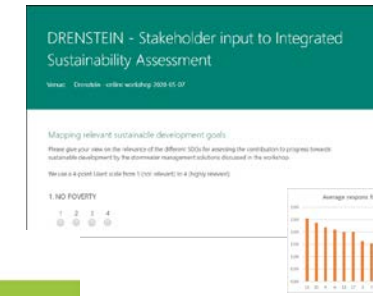 DRENSTEIN - Stakeholder input to Integrated
Sustainability Assessment
Venue: Drenstein - online workshop 2020-05-07
Mapping relevant sustainable development goals
Please give your view on the relevance of the different SDGs for assessing the contribution to progress towards
sustainable development by the stormwater management solutions discussed in the workshop.
We use a 4-point Likert scale from 1 (not relevant) to 4 (highly relevant).
1. NO POVERTY
1 2 3 4
Average respons